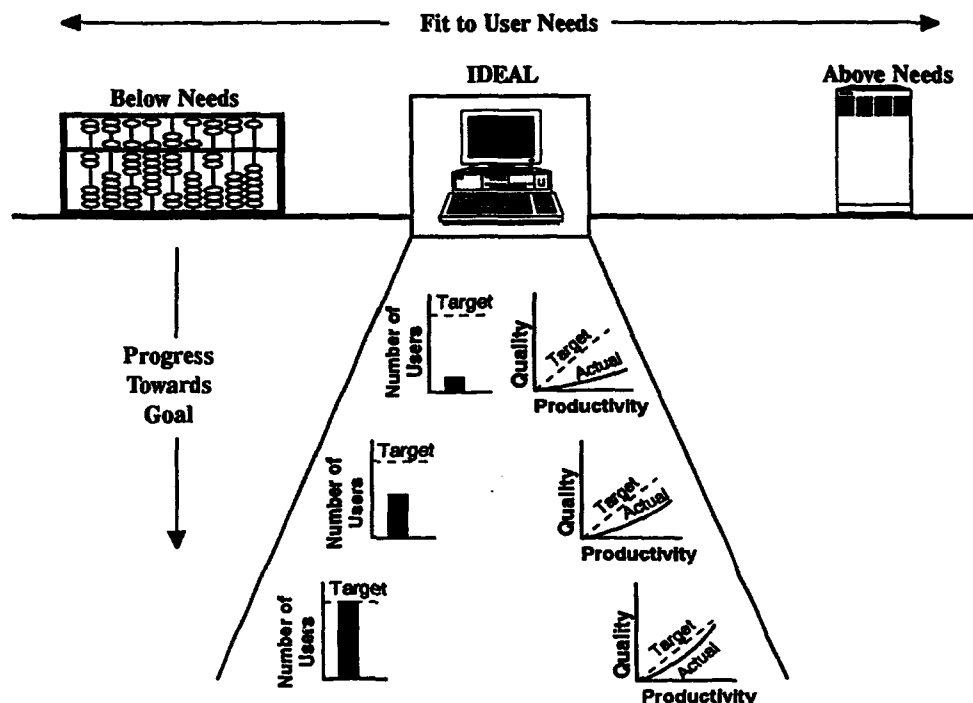 Fit to User Needs
IDEAL
Above Needs
Below Needs
Progress
Towards
Goal
Number of
Users
Target
Quality
Target
Actual
Productivity
Number of
Users
Target
Quality
Target
Actual
Productivity
Number of
Users
Target
Quality
Target
Actual
Productivity